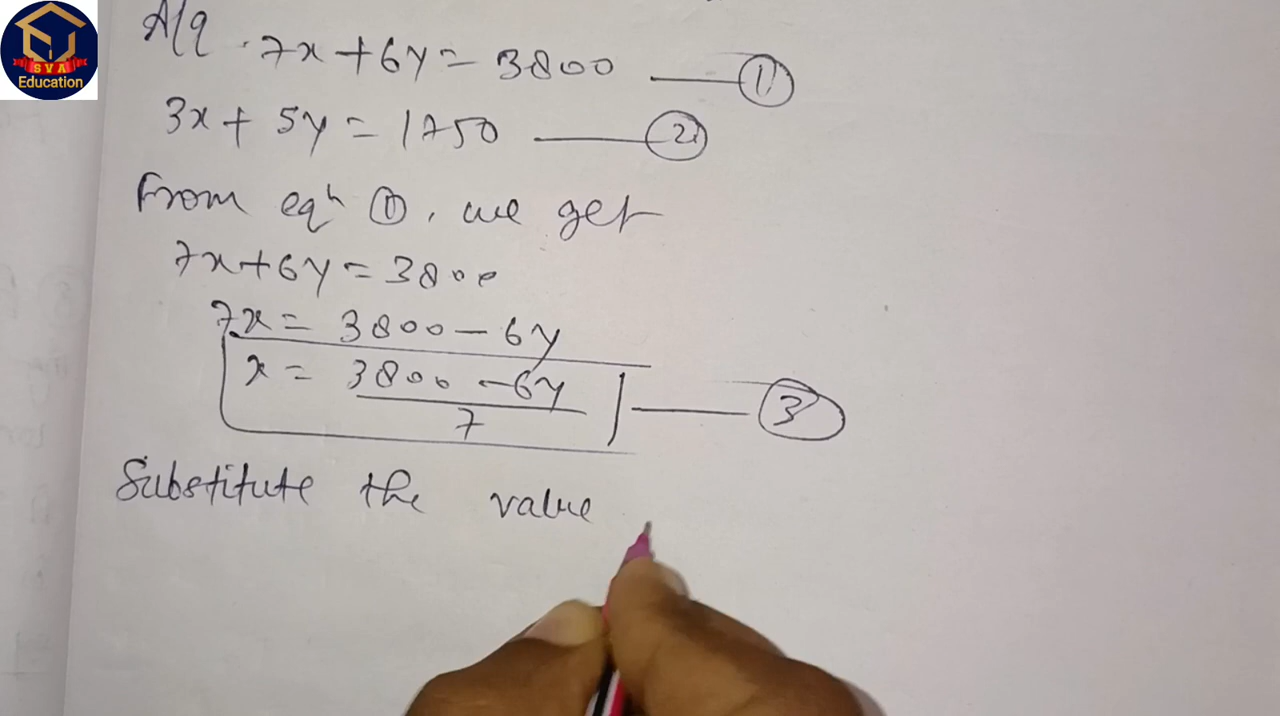 SVA
Education
A/q . 7x + 6y = 3800 —— ①
3x + 5y = 1750 —— ②
From eqⁿ ①, we get
7x + 6y = 3800
7x = 3800 - 6y
x = 3800 - 6y / 7 —— ③
Substitute the value